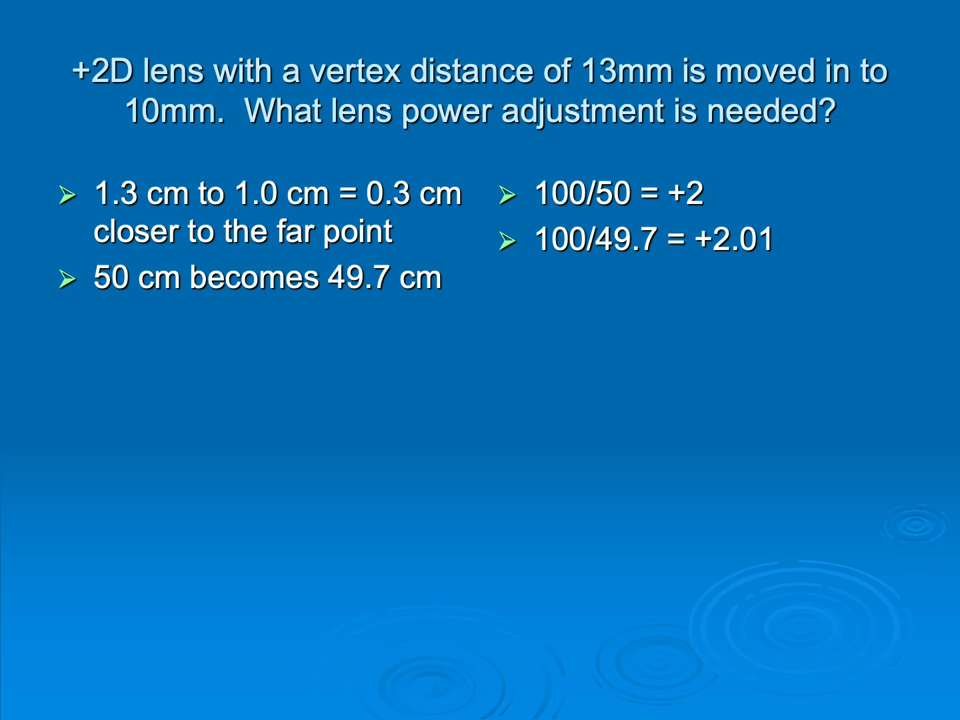 +2D lens with a vertex distance of 13mm is moved in to
10mm.  What lens power adjustment is needed?
1.3 cm to 1.0 cm = 0.3 cm
closer to the far point
50 cm becomes 49.7 cm
100/50 = +2
100/49.7 = +2.01